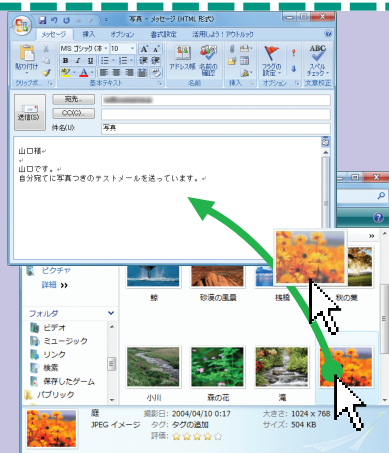 写真 - メッセージ (HTML 形式)
メッセージ 挿入 オプション 書式設定 活用しよう！アウトルック
MS ゴシック (本 10 A A
ABC
貼り付け
B I U
アドレス帳 名前の確認
フラグの設定
スペルチェック
クリップボ... 基本テキスト 名前 挿入 オプション 文章校正
宛先...
CC(C)...
送信(S)
件名(U): 写真
山口様
山口です。
自分宛てに写真つきのテストメールを送っています。
ピクチャ
詳細 »
鯨 砂漠の風景 桟橋 秋の葉
フォルダ
ビデオ
ミュージック
リンク
検索
保存したゲーム
パブリック
小川 森の花 滝
庭 撮影日: 2004/04/10 0:17 大きさ: 1024 x 768
JPEG イメージ タグ: タグの追加 サイズ: 504 KB
評価: ☆☆☆☆☆